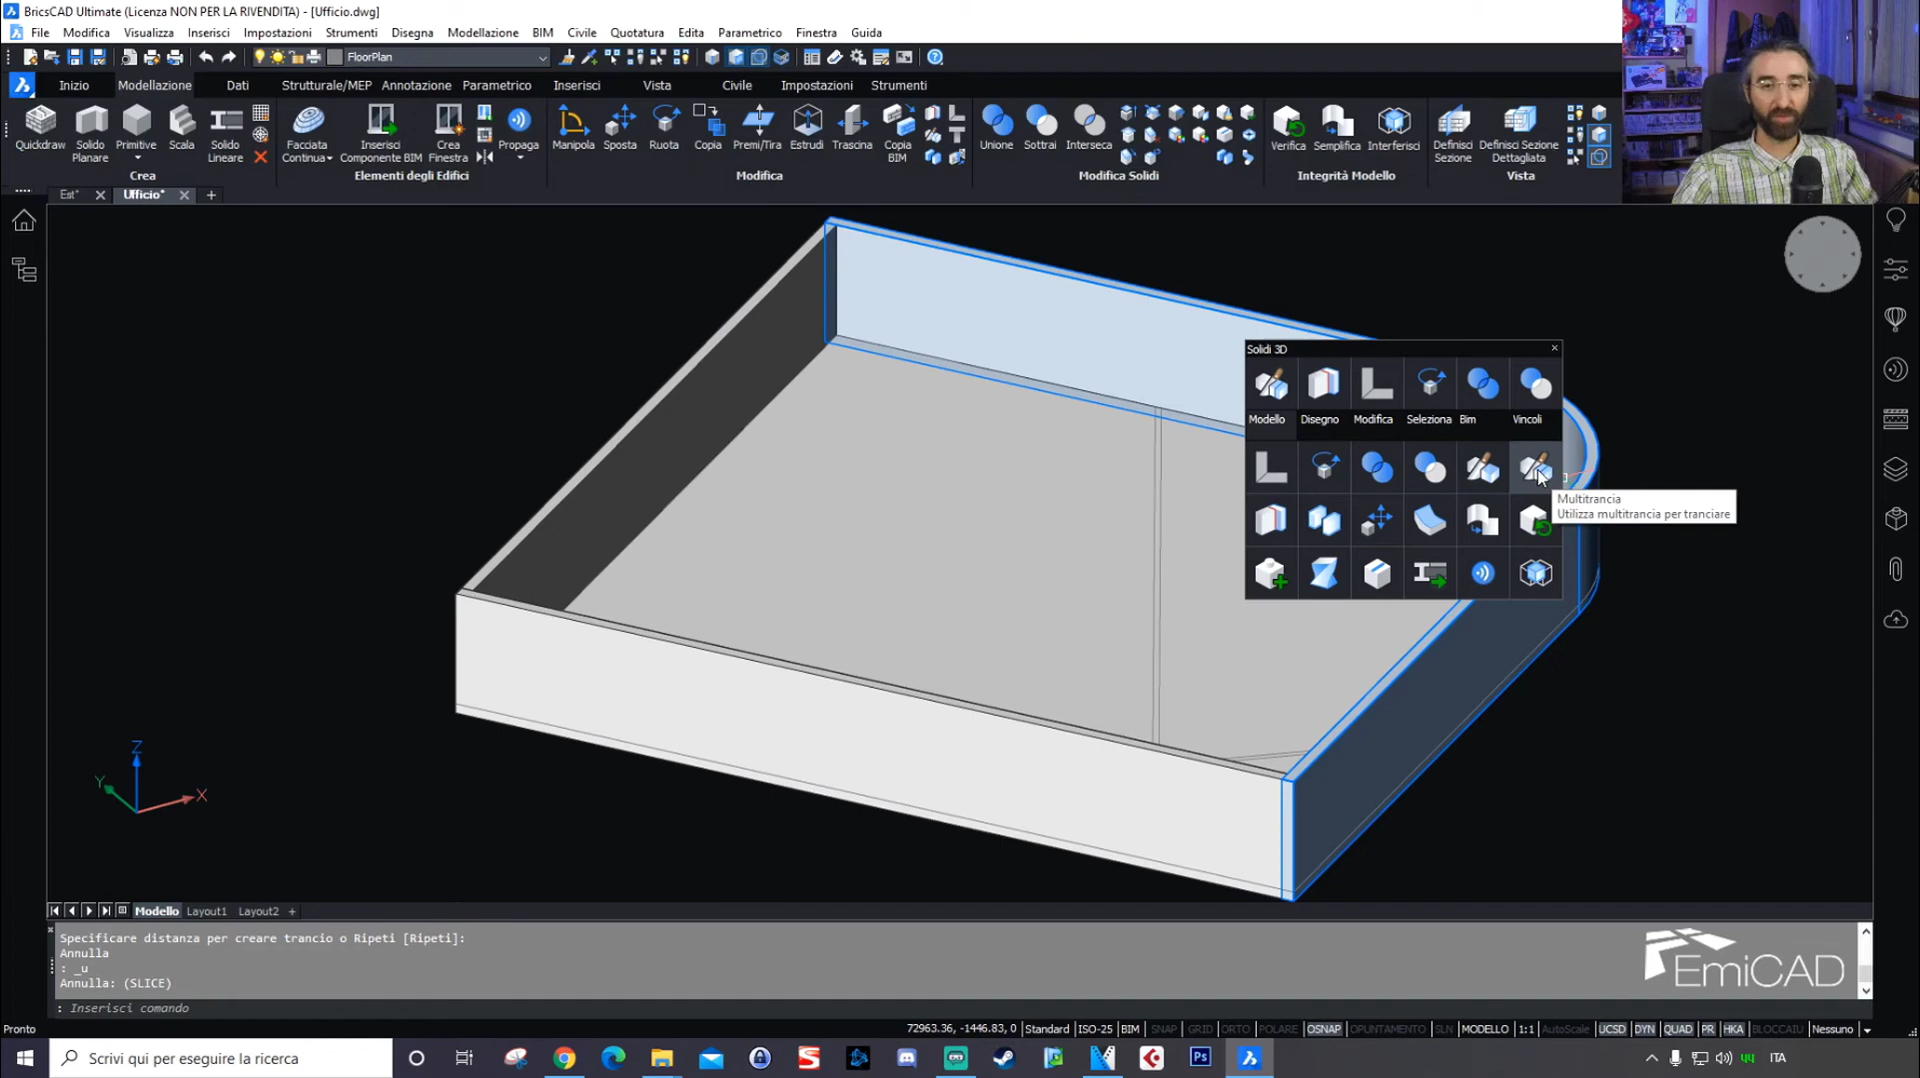 BricsCAD Ultimate (Licenza NON PER LA RIVENDITA) - [Ufficio.dwg]
File Modifica Visualizza Inserisci Impostazioni Strumenti Disegna Modellazione BIM Civile Quotatura Edita Parametrico Finestra Guida
FloorPlan
Inizio Modellazione Dati Strutturale/MEP Annotazione Parametrico Inserisci Vista Civile Impostazioni Strumenti
Quickdraw Solido Planare Primitive Scala Solido Lineare Facciata Continua Inserisci Componente BIM Crea Finestra Propaga Manipola Sposta Ruota Copia Premi/Tira Estrudi Trascina Copia BIM Unione Sottrai Interseca Verifica Semplifica Interferisci Definisci Sezione Definisci Sezione Dettagliata
Crea Elementi degli Edifici Modifica Modifica Solidi Integrità Modello Vista
Est* Ufficio*
Solidi 3D
Modello Disegno Modifica Seleziona Bim Vincoli
Multitrancia
Utilizza multitrancia per tranciare
Z
Y
X
Modello Layout1 Layout2 +
Specificare distanza per creare trancio o Ripeti [Ripeti]:
Annulla
: _u
Annulla: (SLICE)
: Inserisci comando
EmiCAD
Pronto 72963.36, -1446.83, 0 Standard ISO-25 BIM SNAP GRID ORTO POLARE OSNAP OPUNTAMENTO SLN MODELLO 1:1 AutoScale UCSD DYN QUAD PR HKA BLOCCAIU Nessuno
Scrivi qui per eseguire la ricerca
Ps
ITA